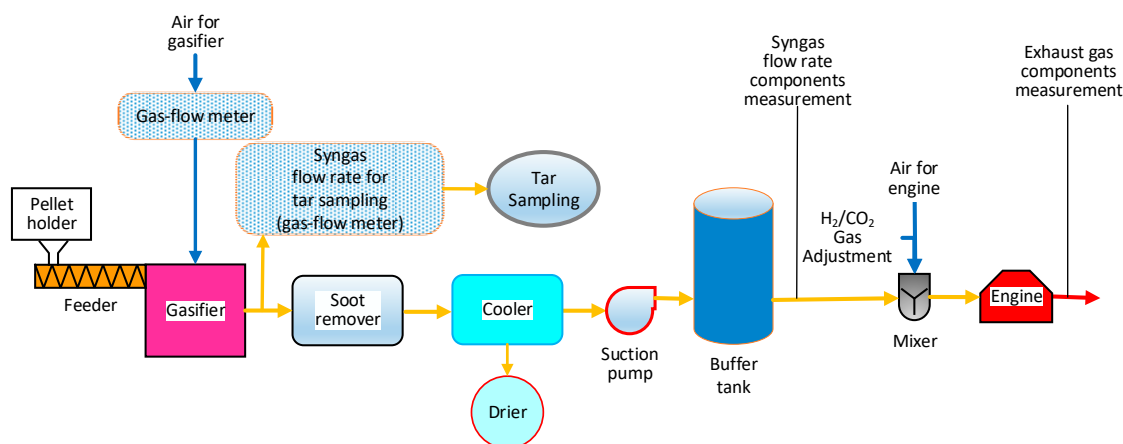 Air for
gasifier
Gas-flow meter
Syngas
flow rate for
tar sampling
(gas-flow meter)
Tar
Sampling
Syngas
flow rate
components
measurement
Exhaust gas
components
measurement
Air for
engine
H₂/CO₂
Gas
Adjustment
Pellet
holder
Feeder
Gasifier
Soot
remover
Cooler
Drier
Suction
pump
Buffer
tank
Mixer
Engine